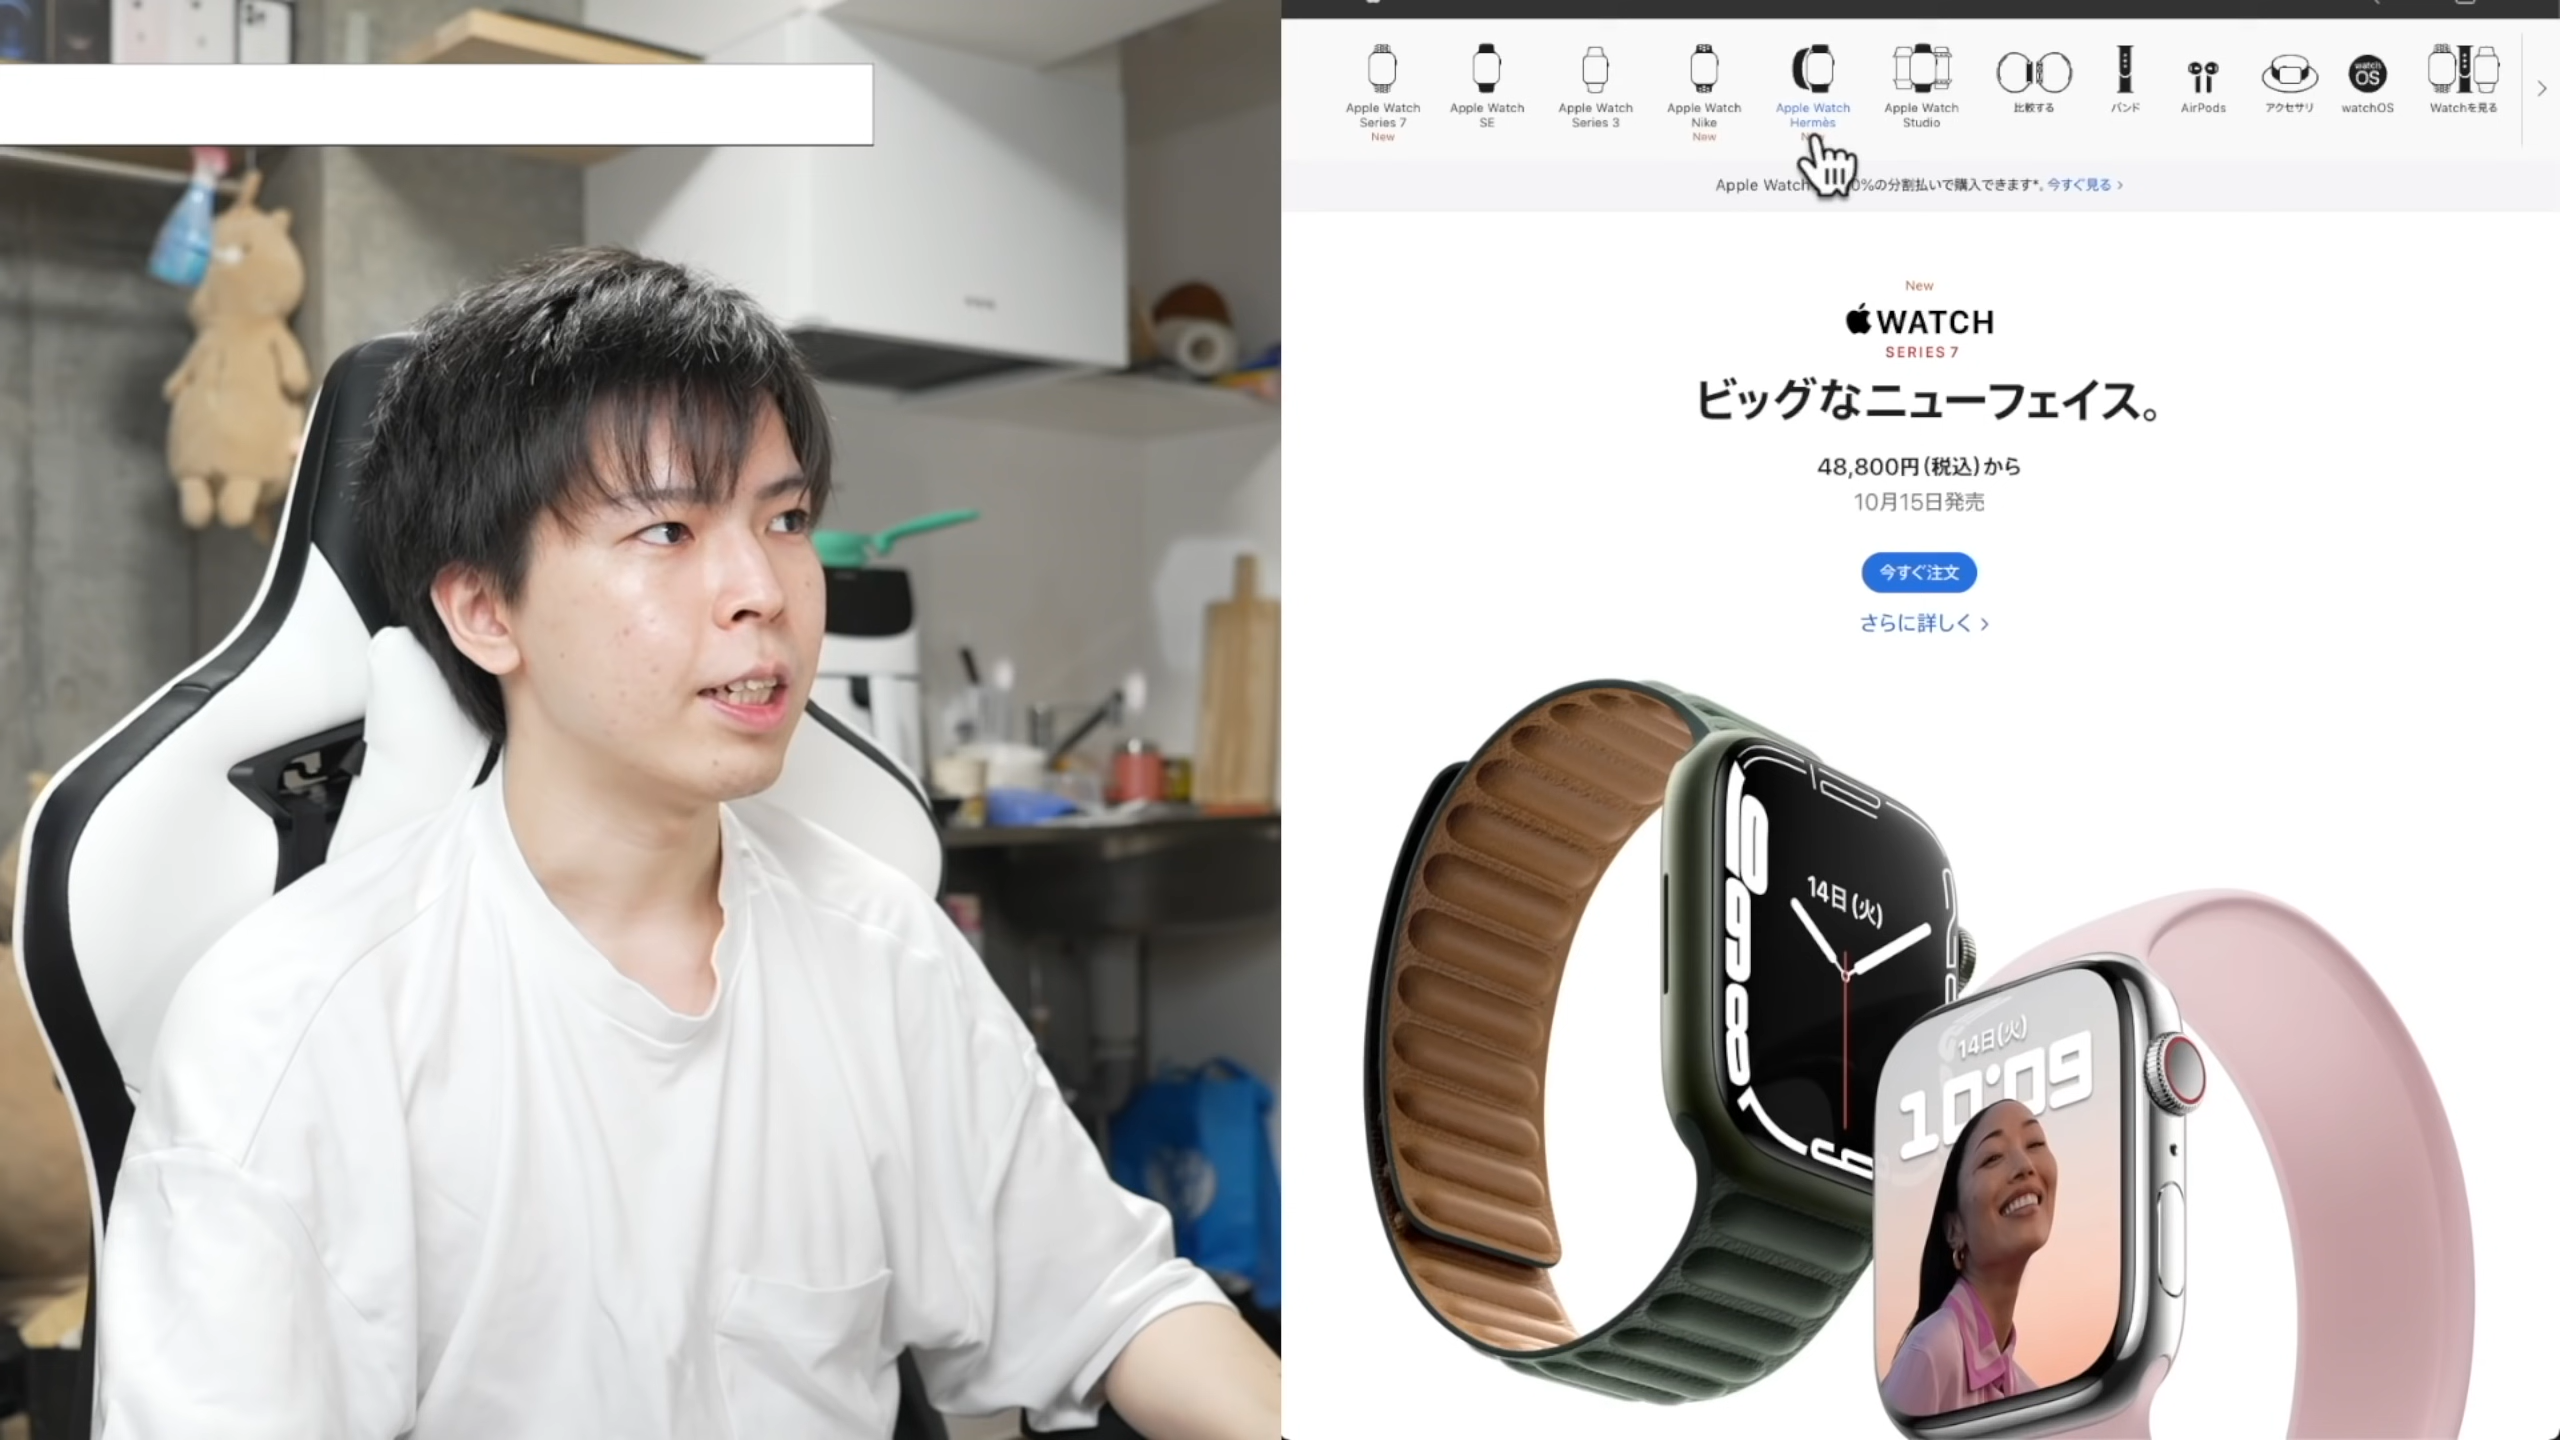 Apple Watch
Series 7
New
Apple Watch
SE
Apple Watch
Series 3
Apple Watch
Nike
New
Apple Watch
Hermès
Apple Watch
Studio
比較する
バンド
AirPods
アクセサリ
watchOS
Watchを見る
watch
OS
Apple Watch
0%の分割払いで購入できます*。今すぐ見る >
New
WATCH
SERIES 7
ビッグなニューフェイス。
48,800円(税込)から
10月15日発売
今すぐ注文
さらに詳しく >
14日(火)
14日(火)
10:09